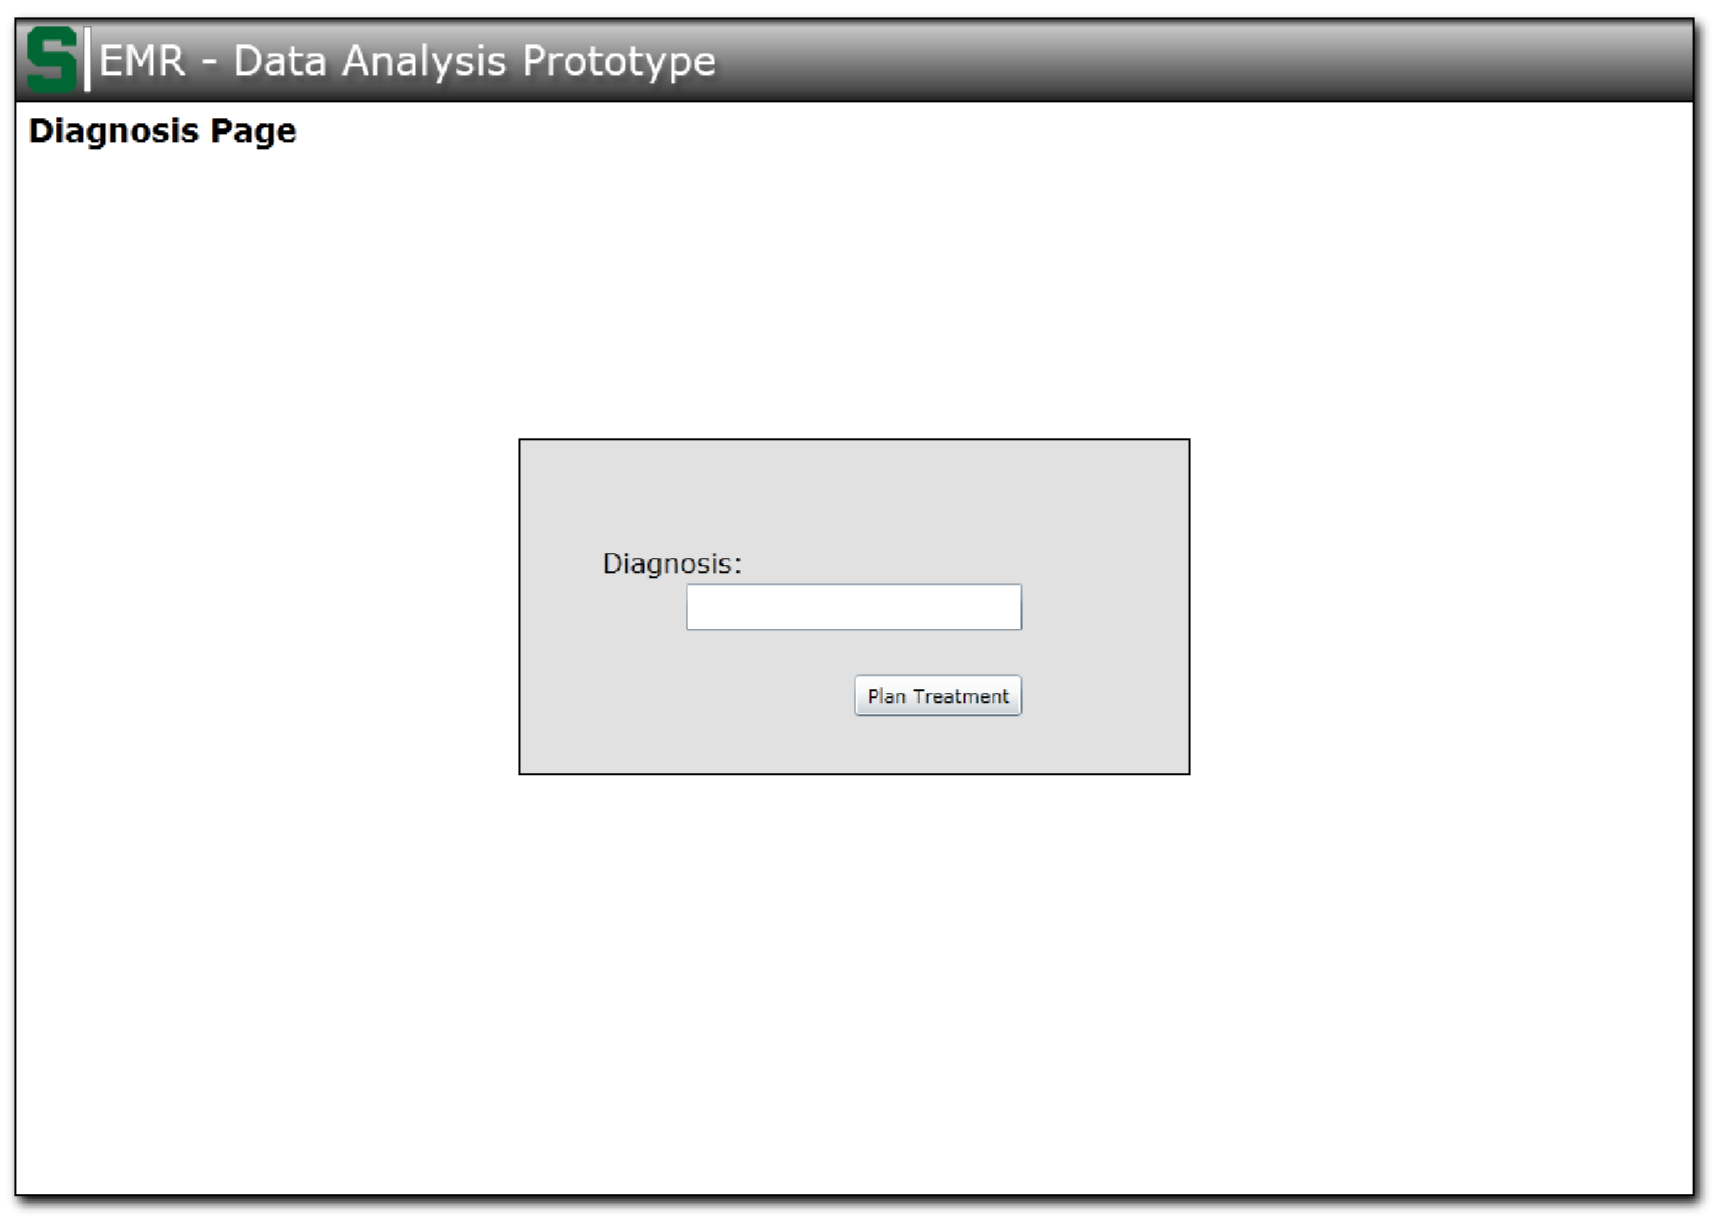 S EMR - Data Analysis Prototype
Diagnosis Page
Diagnosis:
Plan Treatment